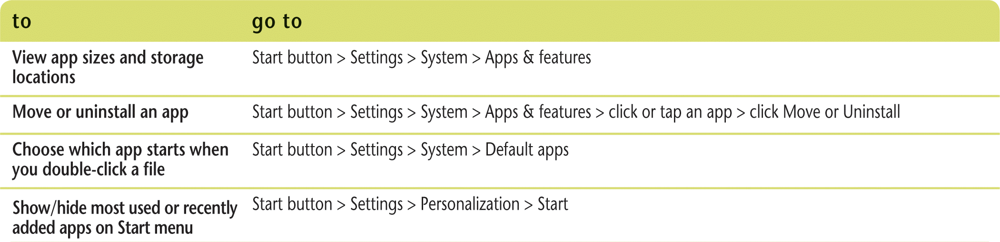 to go to
View app sizes and storage Start button > Settings > System > Apps & features
locations
Move or uninstall an app Start button > Settings > System > Apps & features > click or tap an app > click Move or Uninstall
Choose which app starts when Start button > Settings > System > Default apps
you double-click a file
Show/hide most used or recently Start button > Settings > Personalization > Start
added apps on Start menu